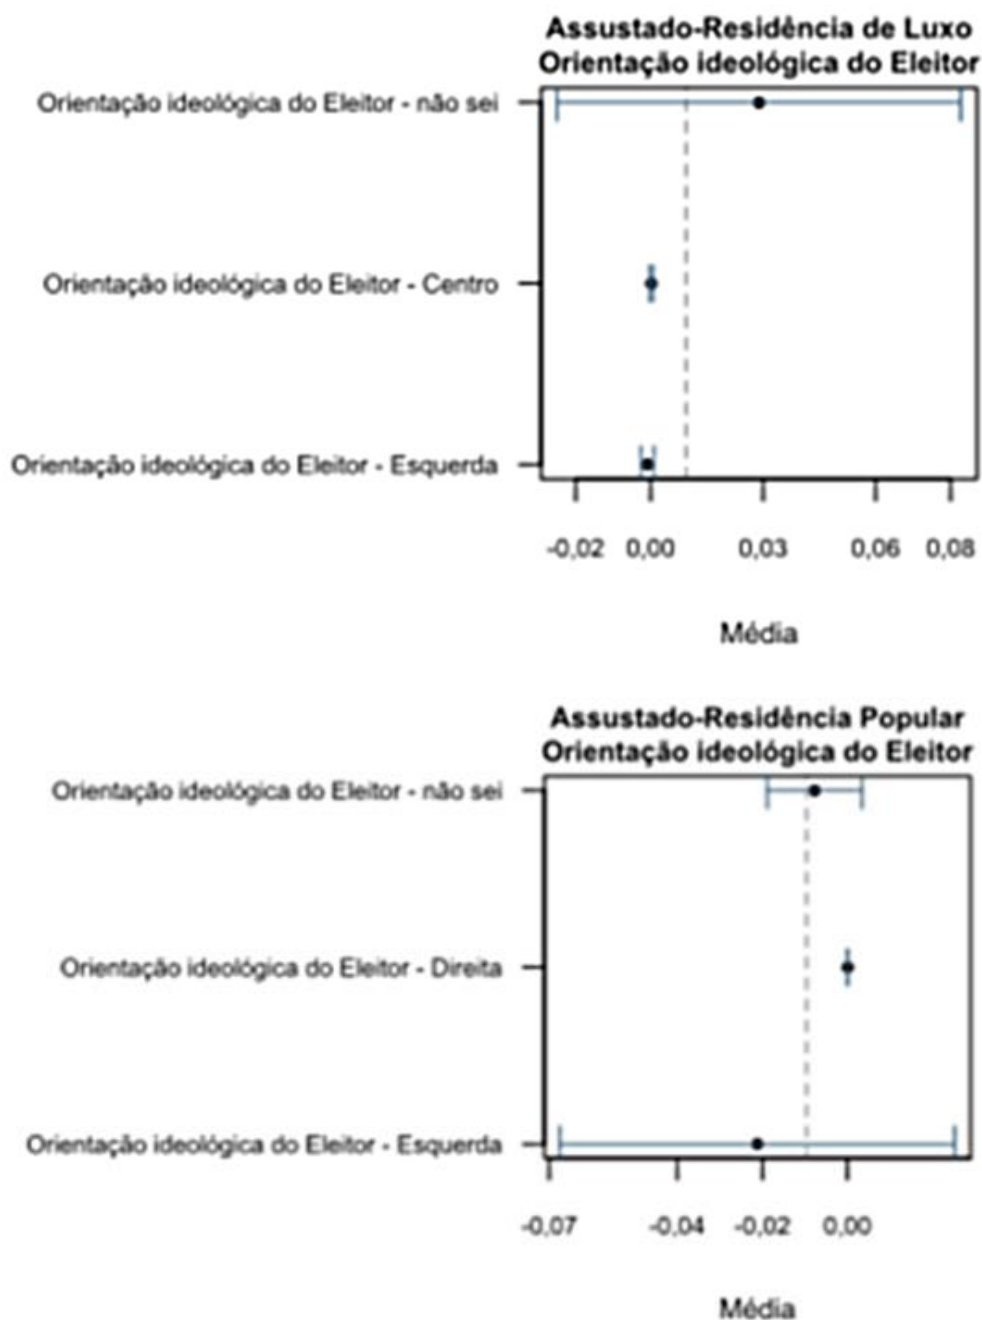 Assustado-Residência de Luxo
Orientação ideológica do Eleitor
Orientação ideológica do Eleitor - não sei
Orientação ideológica do Eleitor - Centro
Orientação ideológica do Eleitor - Esquerda
-0,02 0,00 0,03 0,06 0,08
Média
Assustado-Residência Popular
Orientação ideológica do Eleitor
Orientação ideológica do Eleitor - não sei
Orientação ideológica do Eleitor - Direita
Orientação ideológica do Eleitor - Esquerda
-0,07 -0,04 -0,02 0,00
Média